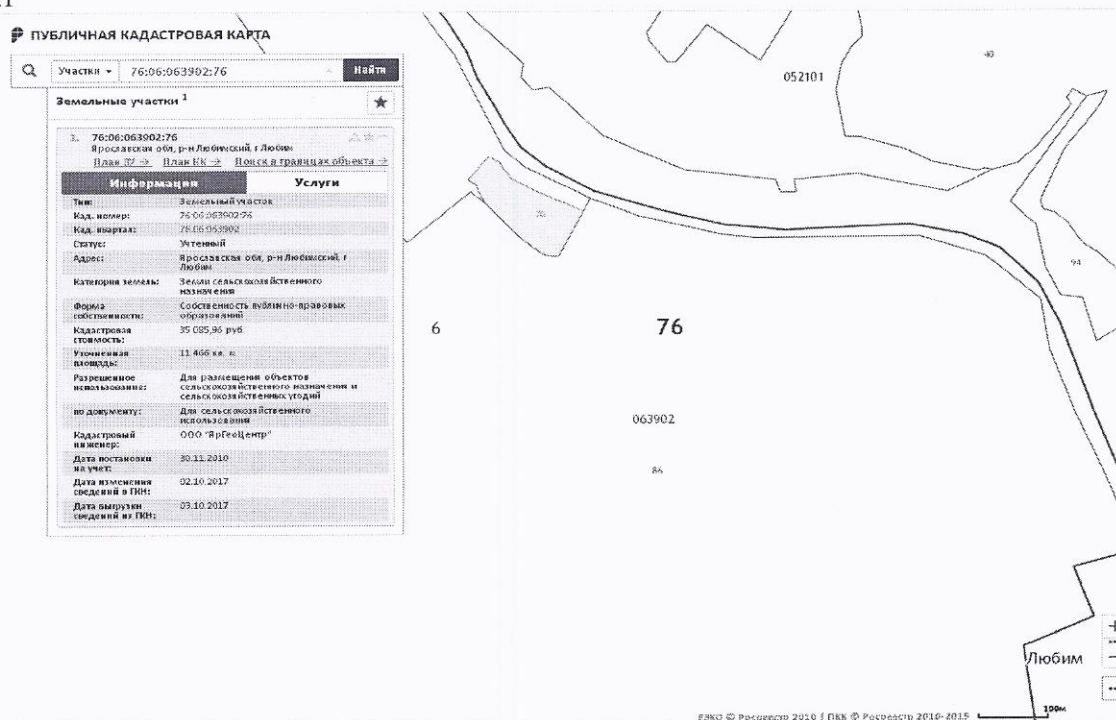 ПУБЛИЧНАЯ КАДАСТРОВАЯ КАРТА
Участки 76:06:063902:76 Найти
Земельные участки 1
76:06:063902:76
Ярославская обл, р-н Любимский, г Любим
План ЗУ → План КК → Поиск в границах объекта →
Информация Услуги
Тип: Земельный участок
Кад. номер: 76:06:063902:76
Кад. квартал: 76:06:063902
Статус: Учтенный
Адрес: Ярославская обл, р-н Любимский, г
Любим
Категория земель: Земли сельскохозяйственного
назначения
Форма Собственность публично-правовых
собственности: образований
Кадастровая 35 085,96 руб.
стоимость:
Уточненная 11 466 кв. м
площадь:
Разрешенное Для размещения объектов
использование: сельскохозяйственного назначения и
сельскохозяйственных угодий
по документу: Для сельскохозяйственного
использования
Кадастровый ООО "ЯрГеоЦентр"
инженер:
Дата постановки 30.11.2010
на учет:
Дата изменения 02.10.2017
сведений в ГКН:
Дата выгрузки 03.10.2017
сведений из ГКН:
052101
40
76
94
6
76
063902
86
Любим
100м
ЕЭКО © Росреестр 2010 | ПКК © Росреестр 2010-2015